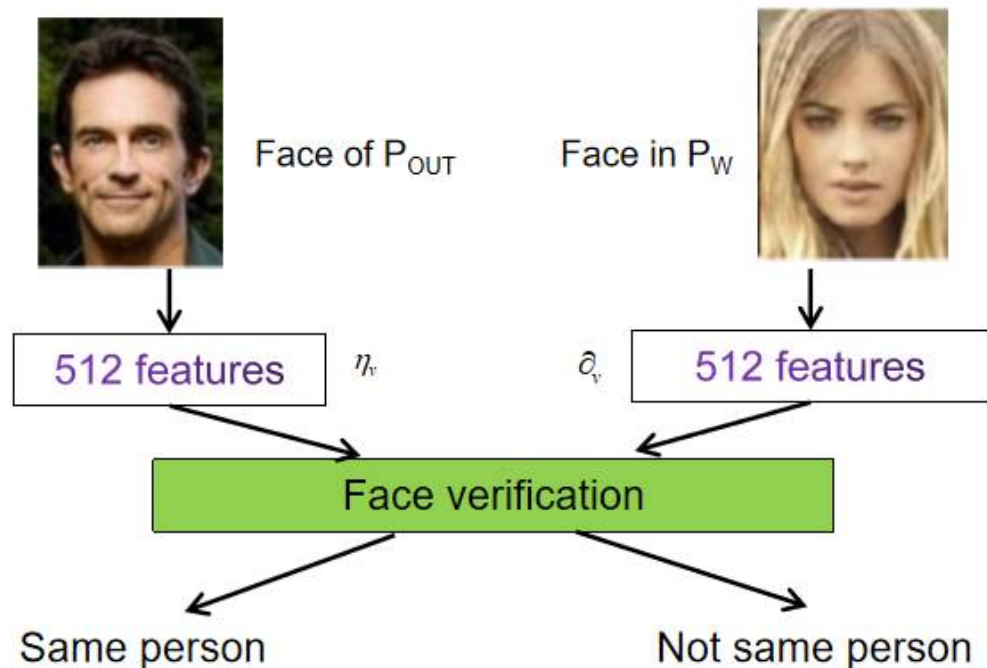 Face of P_OUT
Face in P_W
512 features
η_v
∂_v
512 features
Face verification
Same person
Not same person